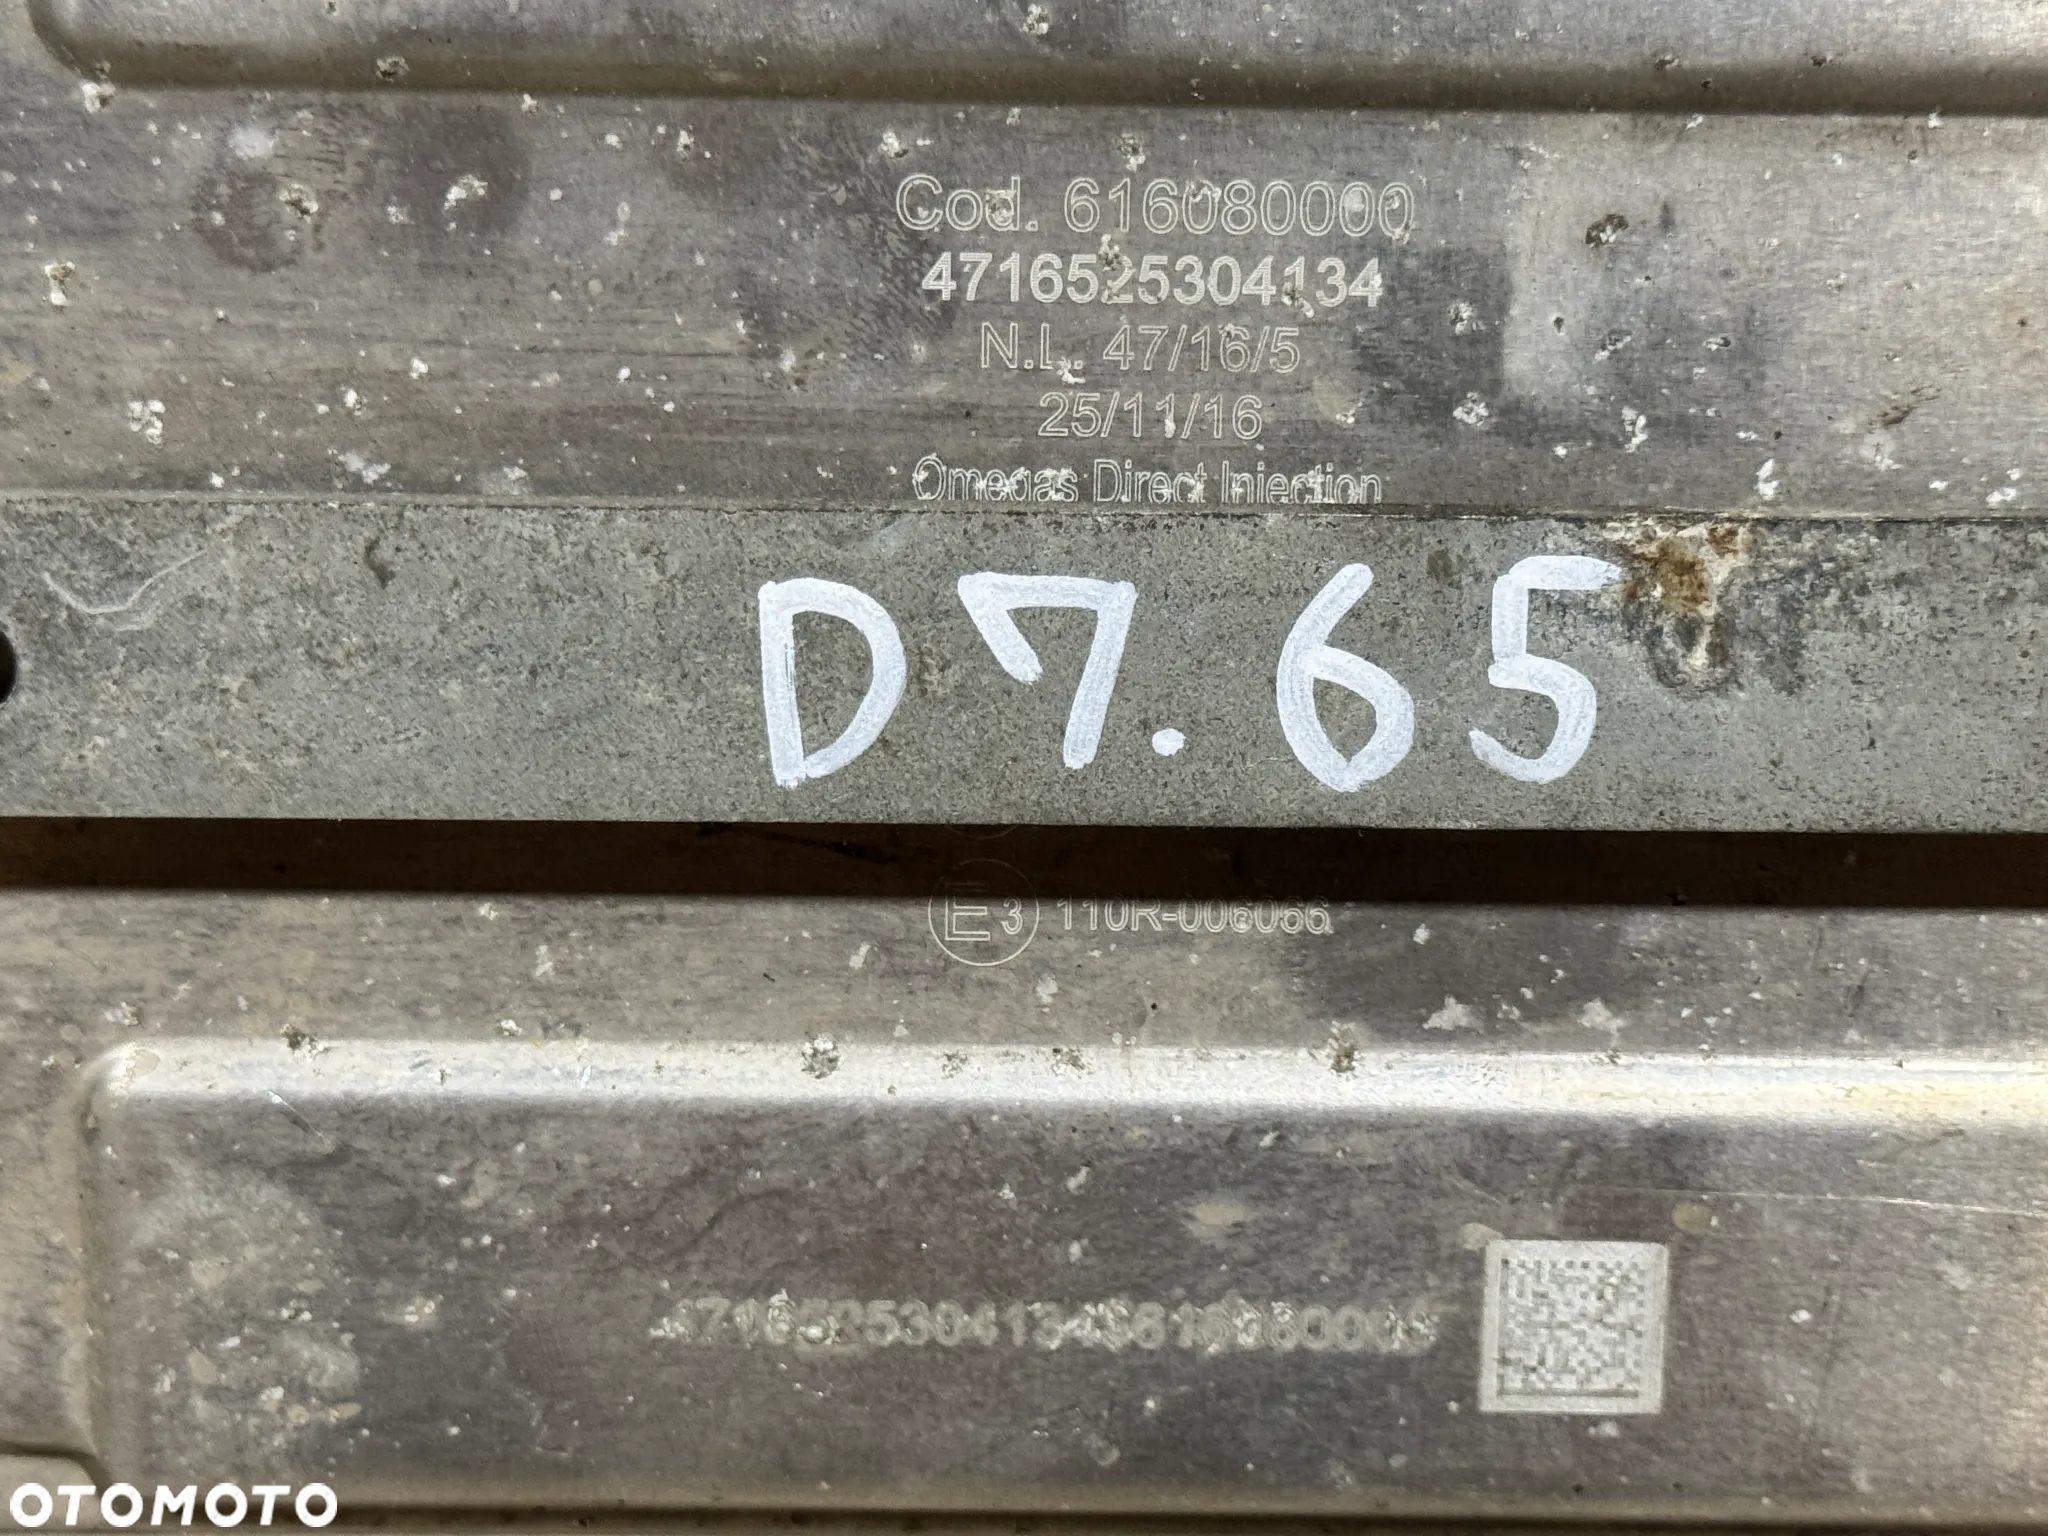 Cod. 616080000
4716525304134
N.L. 47/16/5
25/11/16
Omegas Direct Injection
D7.65
E3 110R-006066
OTOMOTO